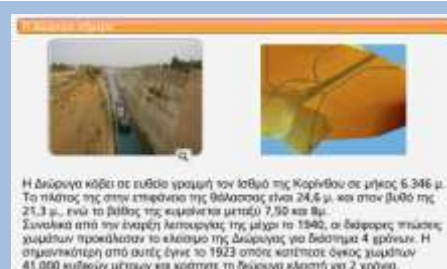 Η Διώρυγα σήμερα
Η Διώρυγα κόβει σε ευθεία γραμμή τον Ισθμό της Κορίνθου σε μήκος 6.346 μ.
Το πλάτος της στην επιφάνεια της θάλασσας είναι 24,6 μ. και στον βυθό της
21,3 μ., ενώ το βάθος της κυμαίνεται μεταξύ 7,50 και 8μ.
Συνολικά από την έναρξη λειτουργίας της μέχρι το 1940, οι διάφορες πτώσεις
χωμάτων προκάλεσαν το κλείσιμο της Διώρυγας για διάστημα 4 χρόνων. Η
σημαντικότερη από αυτές έγινε το 1923 οπότε κατέπεσε όγκος χωμάτων
41.000 κυβικών μέτρων και κράτησε τη διώρυγα κλειστή για 2 χρόνια.